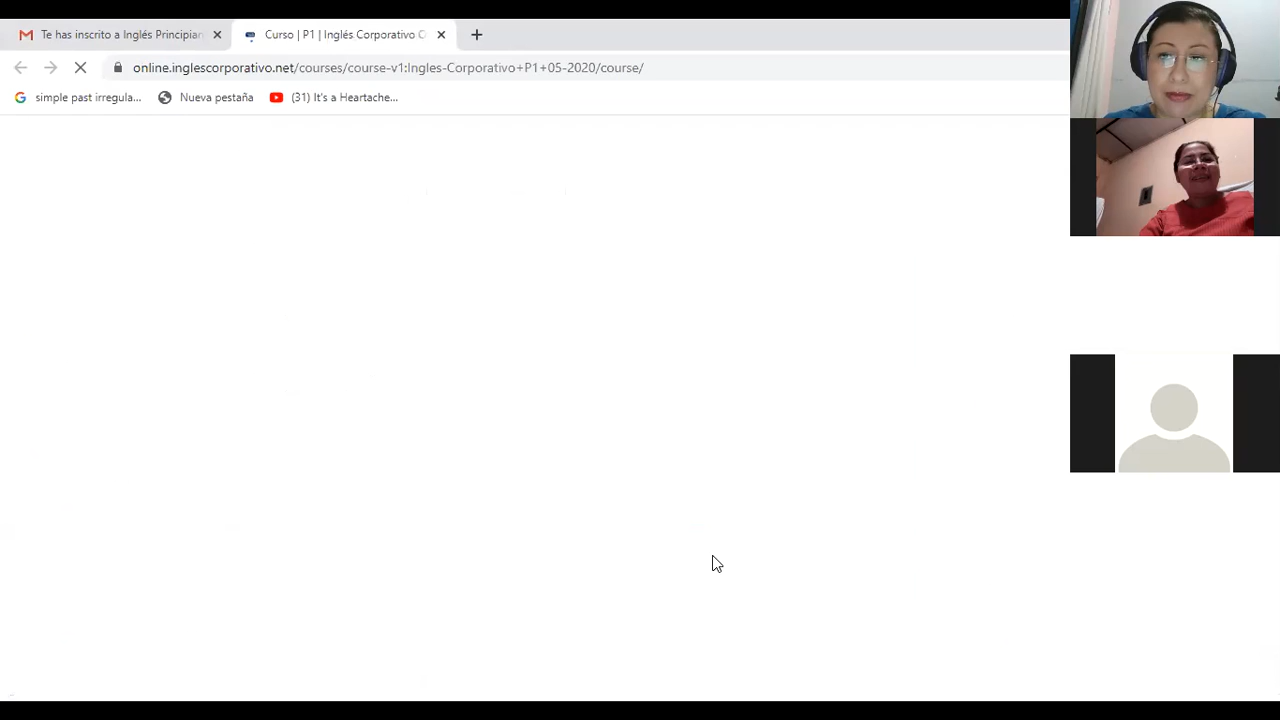 Te has inscrito a Inglés Principian
Curso | P1 | Inglés Corporativo O
online.inglescorporativo.net/courses/course-v1:Ingles-Corporativo+P1+05-2020/course/
simple past irregula...
Nueva pestaña
(31) It's a Heartache...